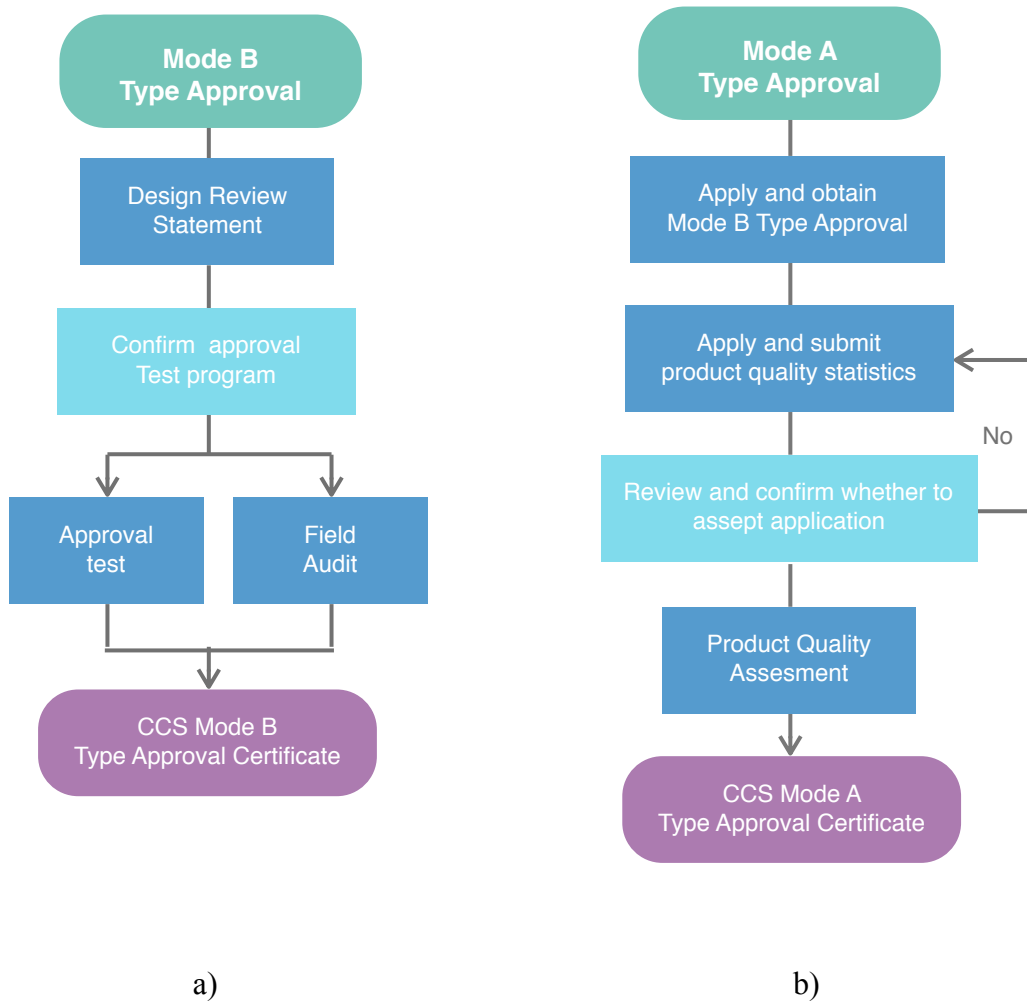 Mode B
Type Approval
Design Review
Statement
Confirm  approval
Test program
Approval
test
Field
Audit
CCS Mode B
Type Approval Certificate
a)
Mode A
Type Approval
Apply and obtain
Mode B Type Approval
Apply and submit
product quality statistics
No
Review and confirm whether to
assept application
Product Quality
Assesment
CCS Mode A
Type Approval Certificate
b)